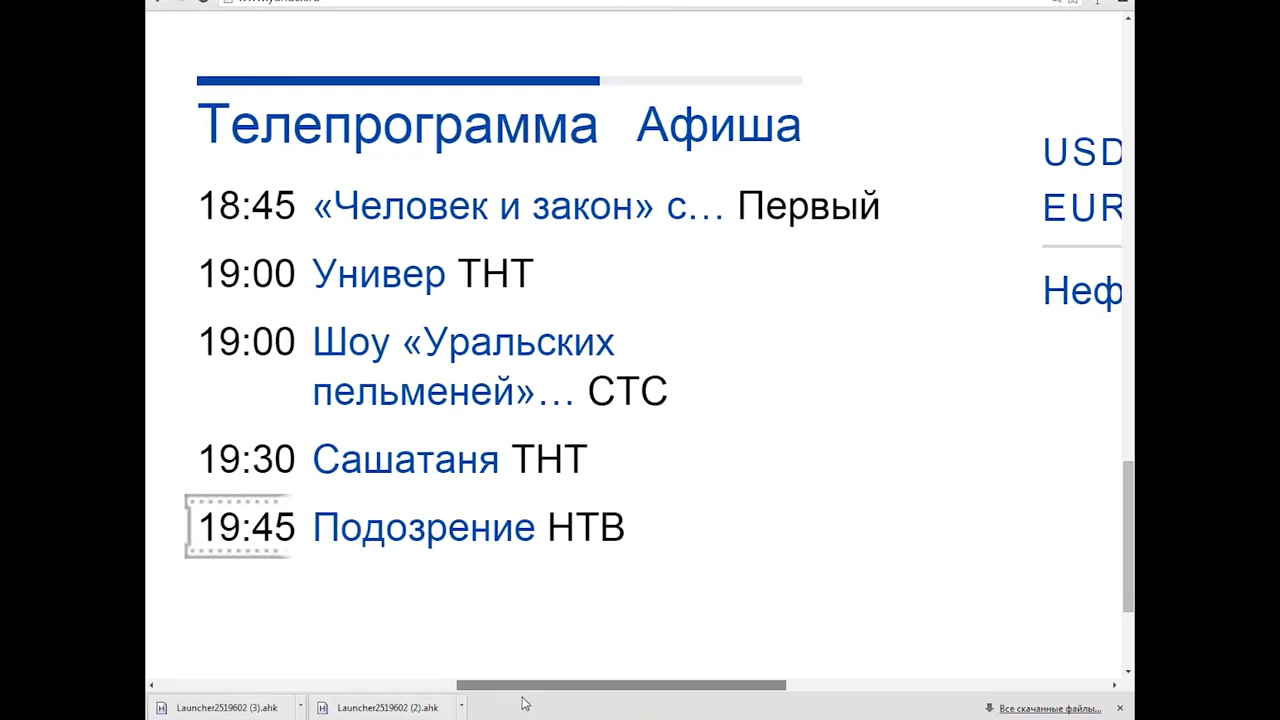 Телепрограмма Афиша
18:45 «Человек и закон» с… Первый
19:00 Универ ТНТ
19:00 Шоу «Уральских
пельменей»… СТС
19:30 Сашатаня ТНТ
19:45 Подозрение НТВ
USD
EUR
Неф
Launcher2519602 (3).ahk
Launcher2519602 (2).ahk
Все скачанные файлы...